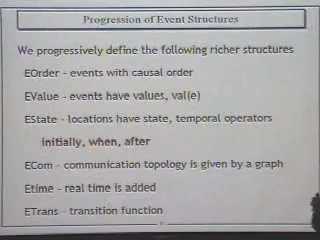 Progression of Event Structures
We progressively define the following richer structures
EOrder - events with causal order
EValue - events have values, val(e)
EState - locations have state, temporal operators
initially, when, after
ECom - communication topology is given by a graph
Etime - real time is added
ETrans - transition function